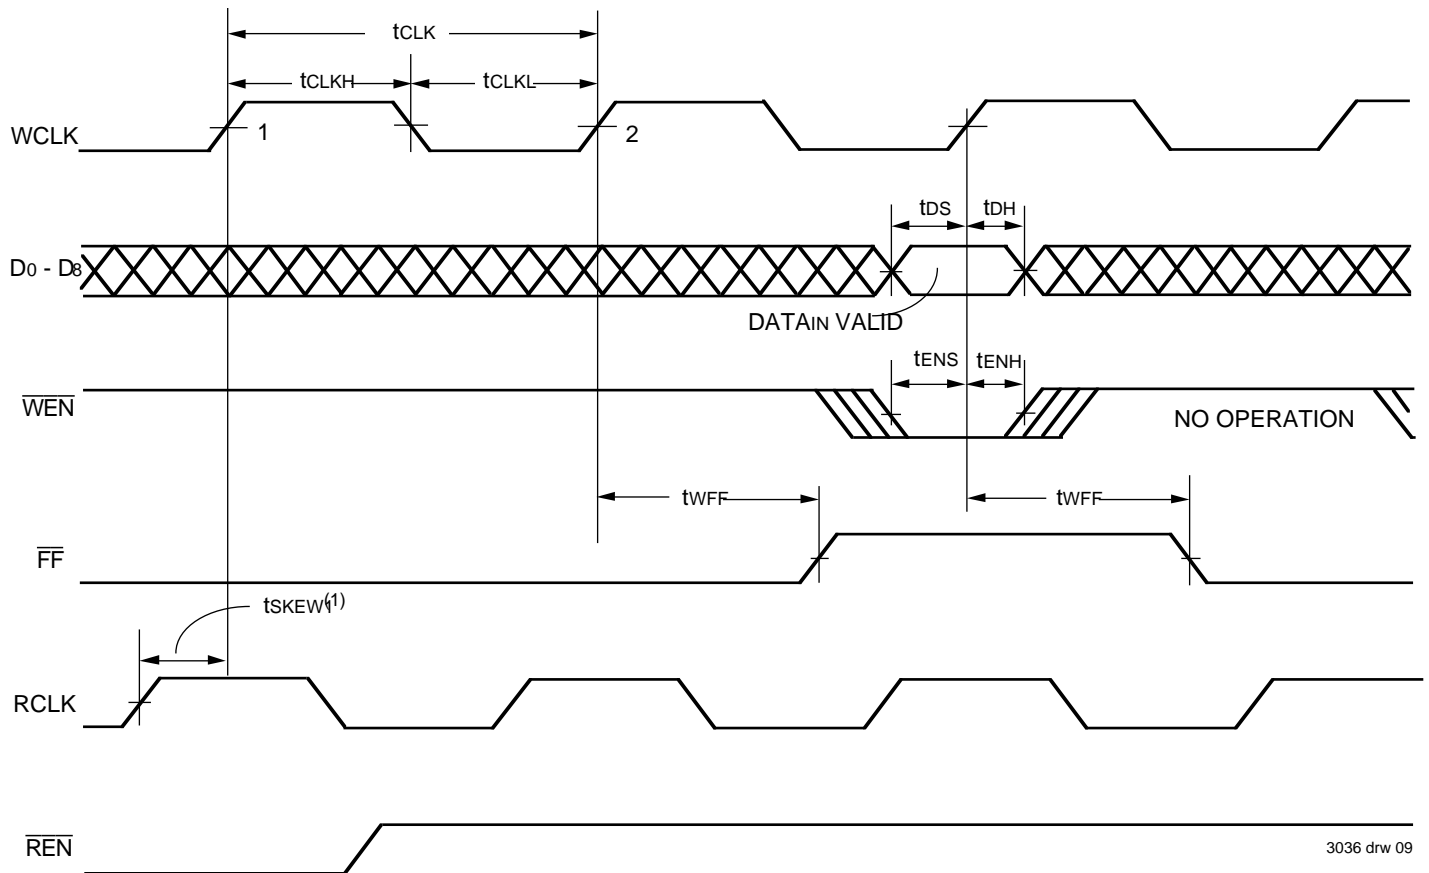 tCLK
tCLKH
tCLKL
WCLK
1
2
tDS
tDH
D0 - D8
DATAIN VALID
tENS
tENH
WEN
NO OPERATION
tWFF
tWFF
FF
tSKEW1(1)
RCLK
REN
3036 drw 09